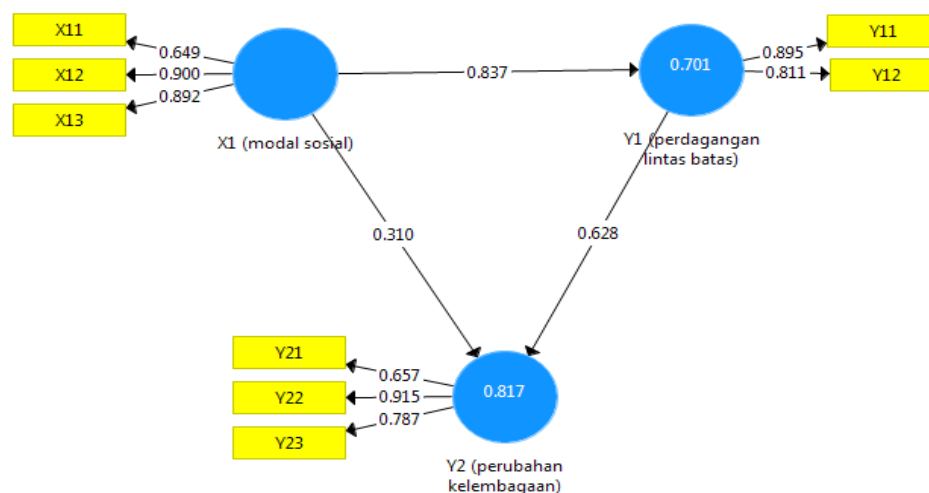 X11
X12
X13
0.649
0.900
0.892
X1 (modal sosial)
0.837
0.701
Y1 (perdagangan
lintas batas)
0.895
0.811
Y11
Y12
0.310
0.628
Y21
Y22
Y23
0.657
0.915
0.787
0.817
Y2 (perubahan
kelembagaan)